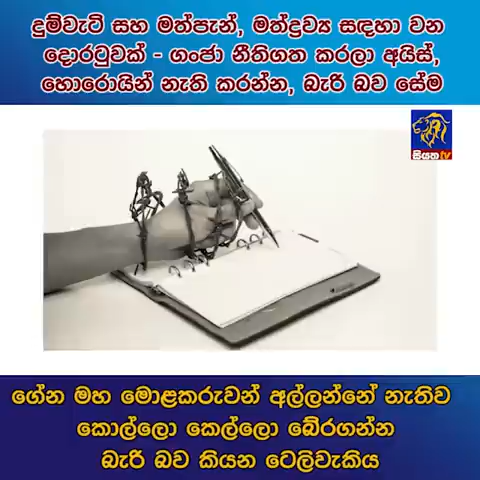 දුම්වැටි සහ මත්පැන්, මත්ද්‍රව්‍ය සඳහා වන
දොරටුවක් - ගංජා නීතිගත කරලා අයිස්,
හොරොයින් නැති කරන්න, බැරි බව සේම
සියත tv
ගේන මහ මොළකරුවන් අල්ලන්නේ නැතිව
කොල්ලො කෙල්ලො බේරගන්න
බැරි බව කියන ටෙලිවැකිය